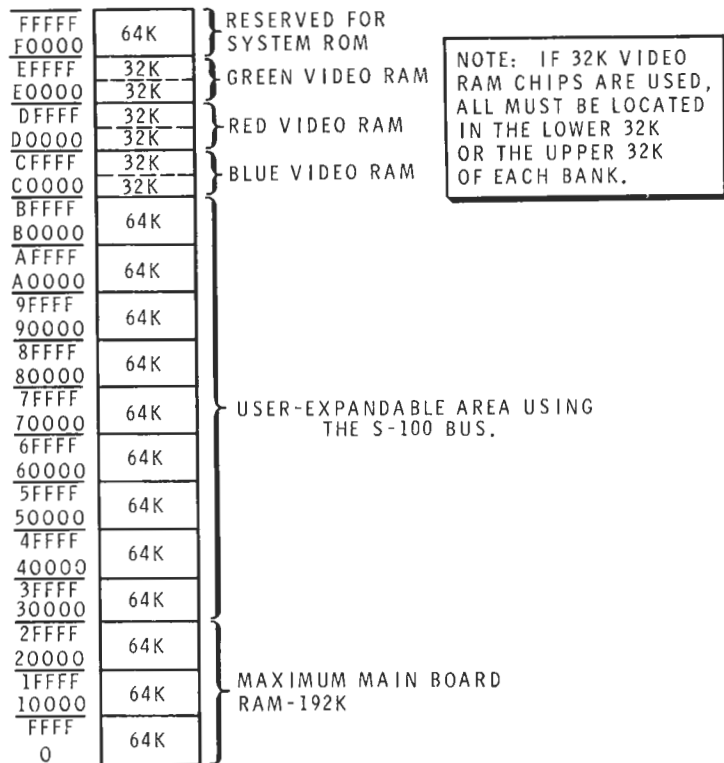 FFFFF
F0000
64K
RESERVED FOR
SYSTEM ROM
EFFFF
E0000
32K
32K
GREEN VIDEO RAM
DFFFF
D0000
32K
32K
RED VIDEO RAM
CFFFF
C0000
32K
32K
BLUE VIDEO RAM
NOTE: IF 32K VIDEO
RAM CHIPS ARE USED,
ALL MUST BE LOCATED
IN THE LOWER 32K
OR THE UPPER 32K
OF EACH BANK.
BFFFF
B0000
64K
AFFFF
A0000
64K
9FFFF
90000
64K
8FFFF
80000
64K
7FFFF
70000
64K
USER-EXPANDABLE AREA USING
THE S-100 BUS.
6FFFF
60000
64K
5FFFF
50000
64K
4FFFF
40000
64K
3FFFF
30000
64K
2FFFF
20000
64K
1FFFF
10000
64K
MAXIMUM MAIN BOARD
RAM-192K
FFFF
0
64K